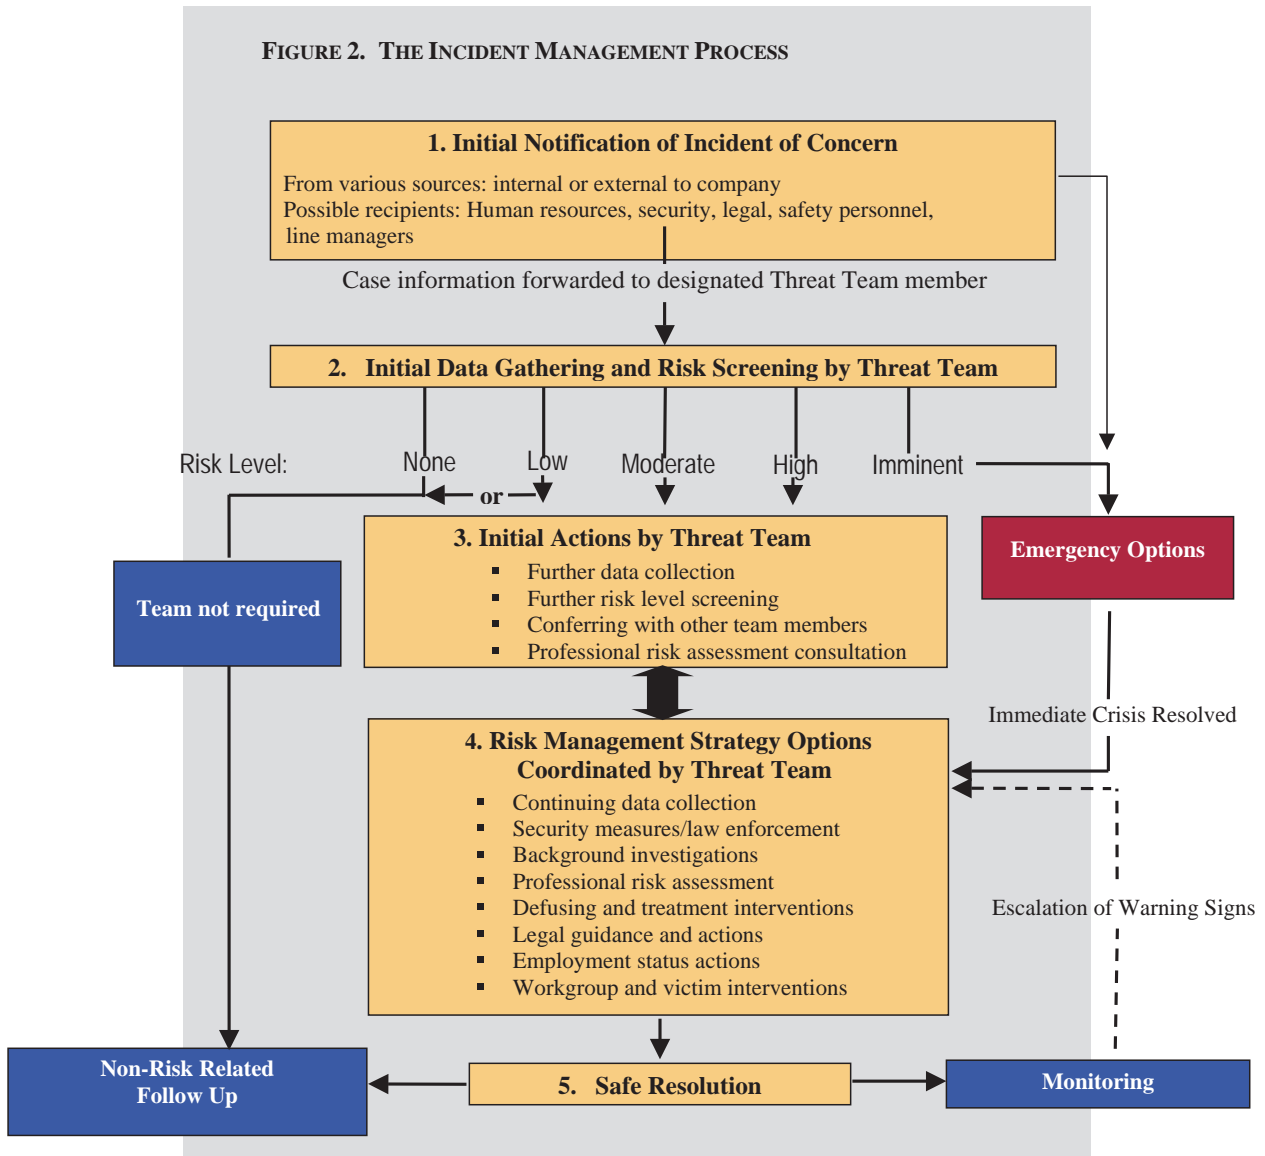 FIGURE 2. THE INCIDENT MANAGEMENT PROCESS
1. Initial Notification of Incident of Concern
From various sources: internal or external to company
Possible recipients: Human resources, security, legal, safety personnel,
line managers
Case information forwarded to designated Threat Team member
2. Initial Data Gathering and Risk Screening by Threat Team
Risk Level: None Low Moderate High Imminent
or
3. Initial Actions by Threat Team
▪ Further data collection
▪ Further risk level screening
▪ Conferring with other team members
▪ Professional risk assessment consultation
Emergency Options
Team not required
Immediate Crisis Resolved
4. Risk Management Strategy Options
Coordinated by Threat Team
▪ Continuing data collection
▪ Security measures/law enforcement
▪ Background investigations
▪ Professional risk assessment
▪ Defusing and treatment interventions
▪ Legal guidance and actions
▪ Employment status actions
▪ Workgroup and victim interventions
Escalation of Warning Signs
Non-Risk Related
Follow Up
5. Safe Resolution
Monitoring